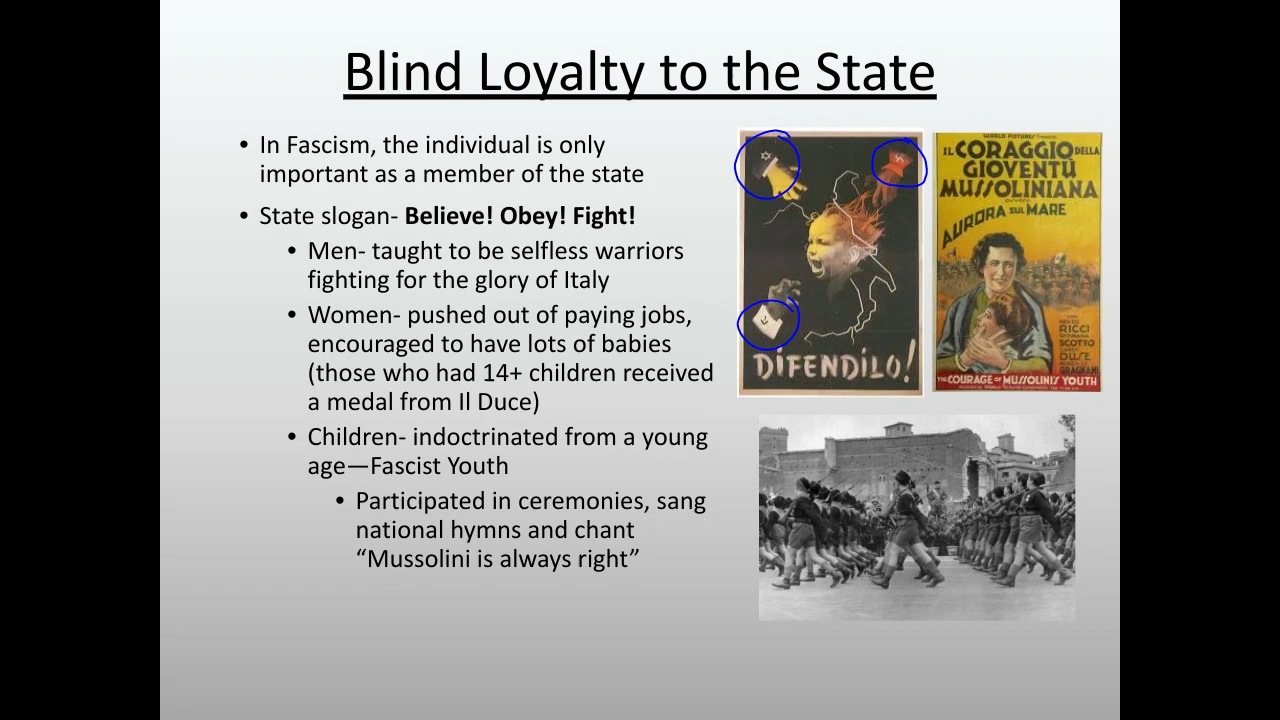 Blind Loyalty to the State
• In Fascism, the individual is only
important as a member of the state
• State slogan- Believe! Obey! Fight!
• Men- taught to be selfless warriors
fighting for the glory of Italy
• Women- pushed out of paying jobs,
encouraged to have lots of babies
(those who had 14+ children received
a medal from Il Duce)
• Children- indoctrinated from a young
age—Fascist Youth
• Participated in ceremonies, sang
national hymns and chant
“Mussolini is always right”
DIFENDILO!
WORLD PICTURES
IL CORAGGIO DELLA
GIOVENTÙ
MUSSOLINIANA
AURORA SUL MARE
RICCI
SCOTTO
DUSE
THE COURAGE OF MUSSOLINI'S YOUTH